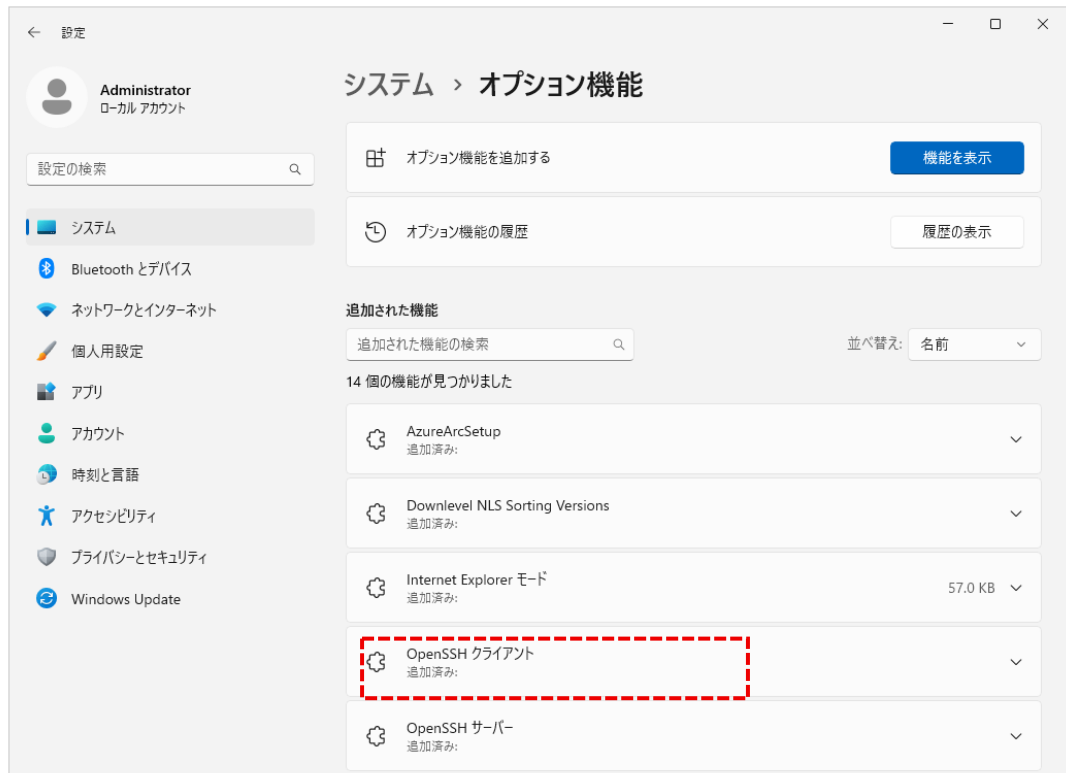 設定
Administrator
ローカル アカウント
設定の検索
システム
Bluetooth とデバイス
ネットワークとインターネット
個人用設定
アプリ
アカウント
時刻と言語
アクセシビリティ
プライバシーとセキュリティ
Windows Update
システム › オプション機能
オプション機能を追加する
機能を表示
オプション機能の履歴
履歴の表示
追加された機能
追加された機能の検索
並べ替え: 名前
14 個の機能が見つかりました
AzureArcSetup
追加済み:
Downlevel NLS Sorting Versions
追加済み:
Internet Explorer モード
追加済み:
57.0 KB
OpenSSH クライアント
追加済み:
OpenSSH サーバー
追加済み: